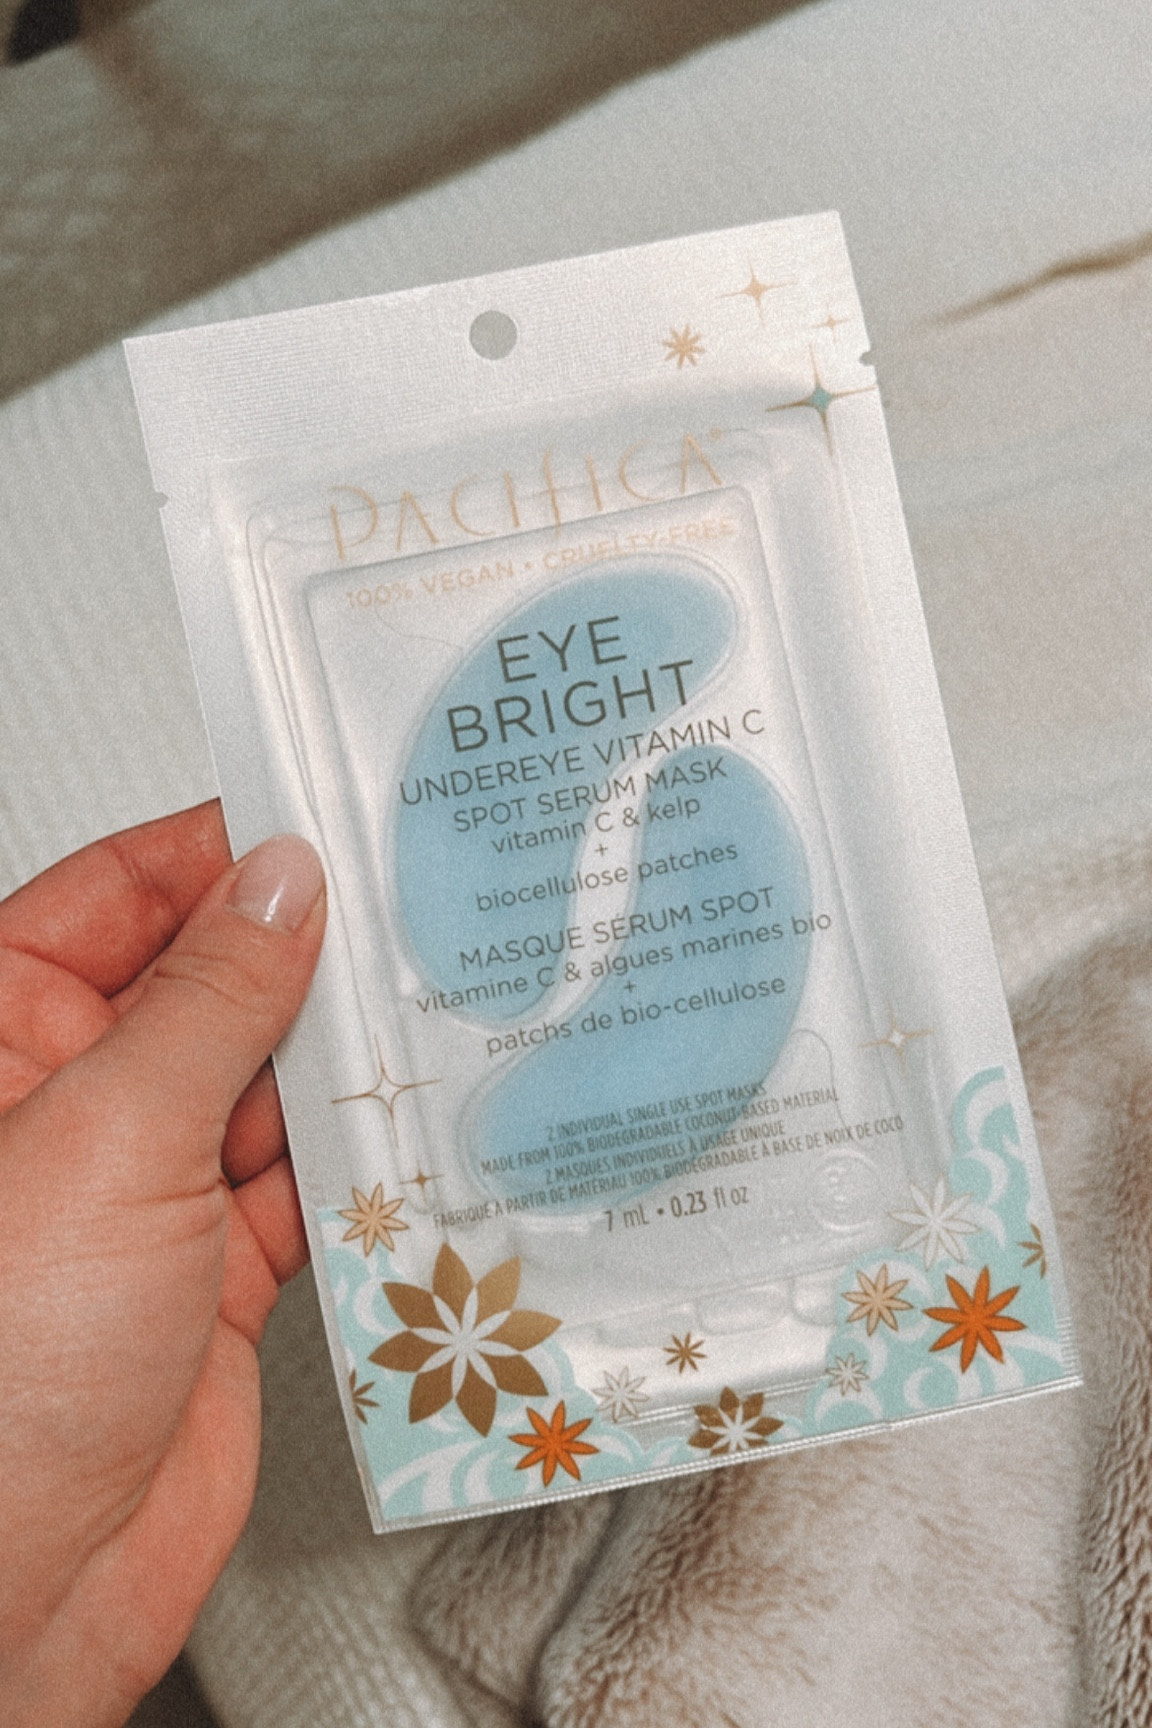 PACIFICA
100% VEGAN • CRUELTY-FREE
EYE
BRIGHT
UNDEREYE VITAMIN C
SPOT SERUM MASK
vitamin C & kelp
+
biocellulose patches
MASQUE SÉRUM SPOT
vitamine C & algues marines bio
+
patchs de bio-cellulose
2 INDIVIDUAL SINGLE USE SPOT MASKS
MADE FROM 100% BIODEGRADABLE COCONUT-BASED MATERIAL
2 MASQUES INDIVIDUELS À USAGE UNIQUE
FABRIQUÉ A PARTIR DE MATÉRIAU 100% BIODÉGRADABLE À BASE DE NOIX DE COCO
7 mL • 0.23 fl oz